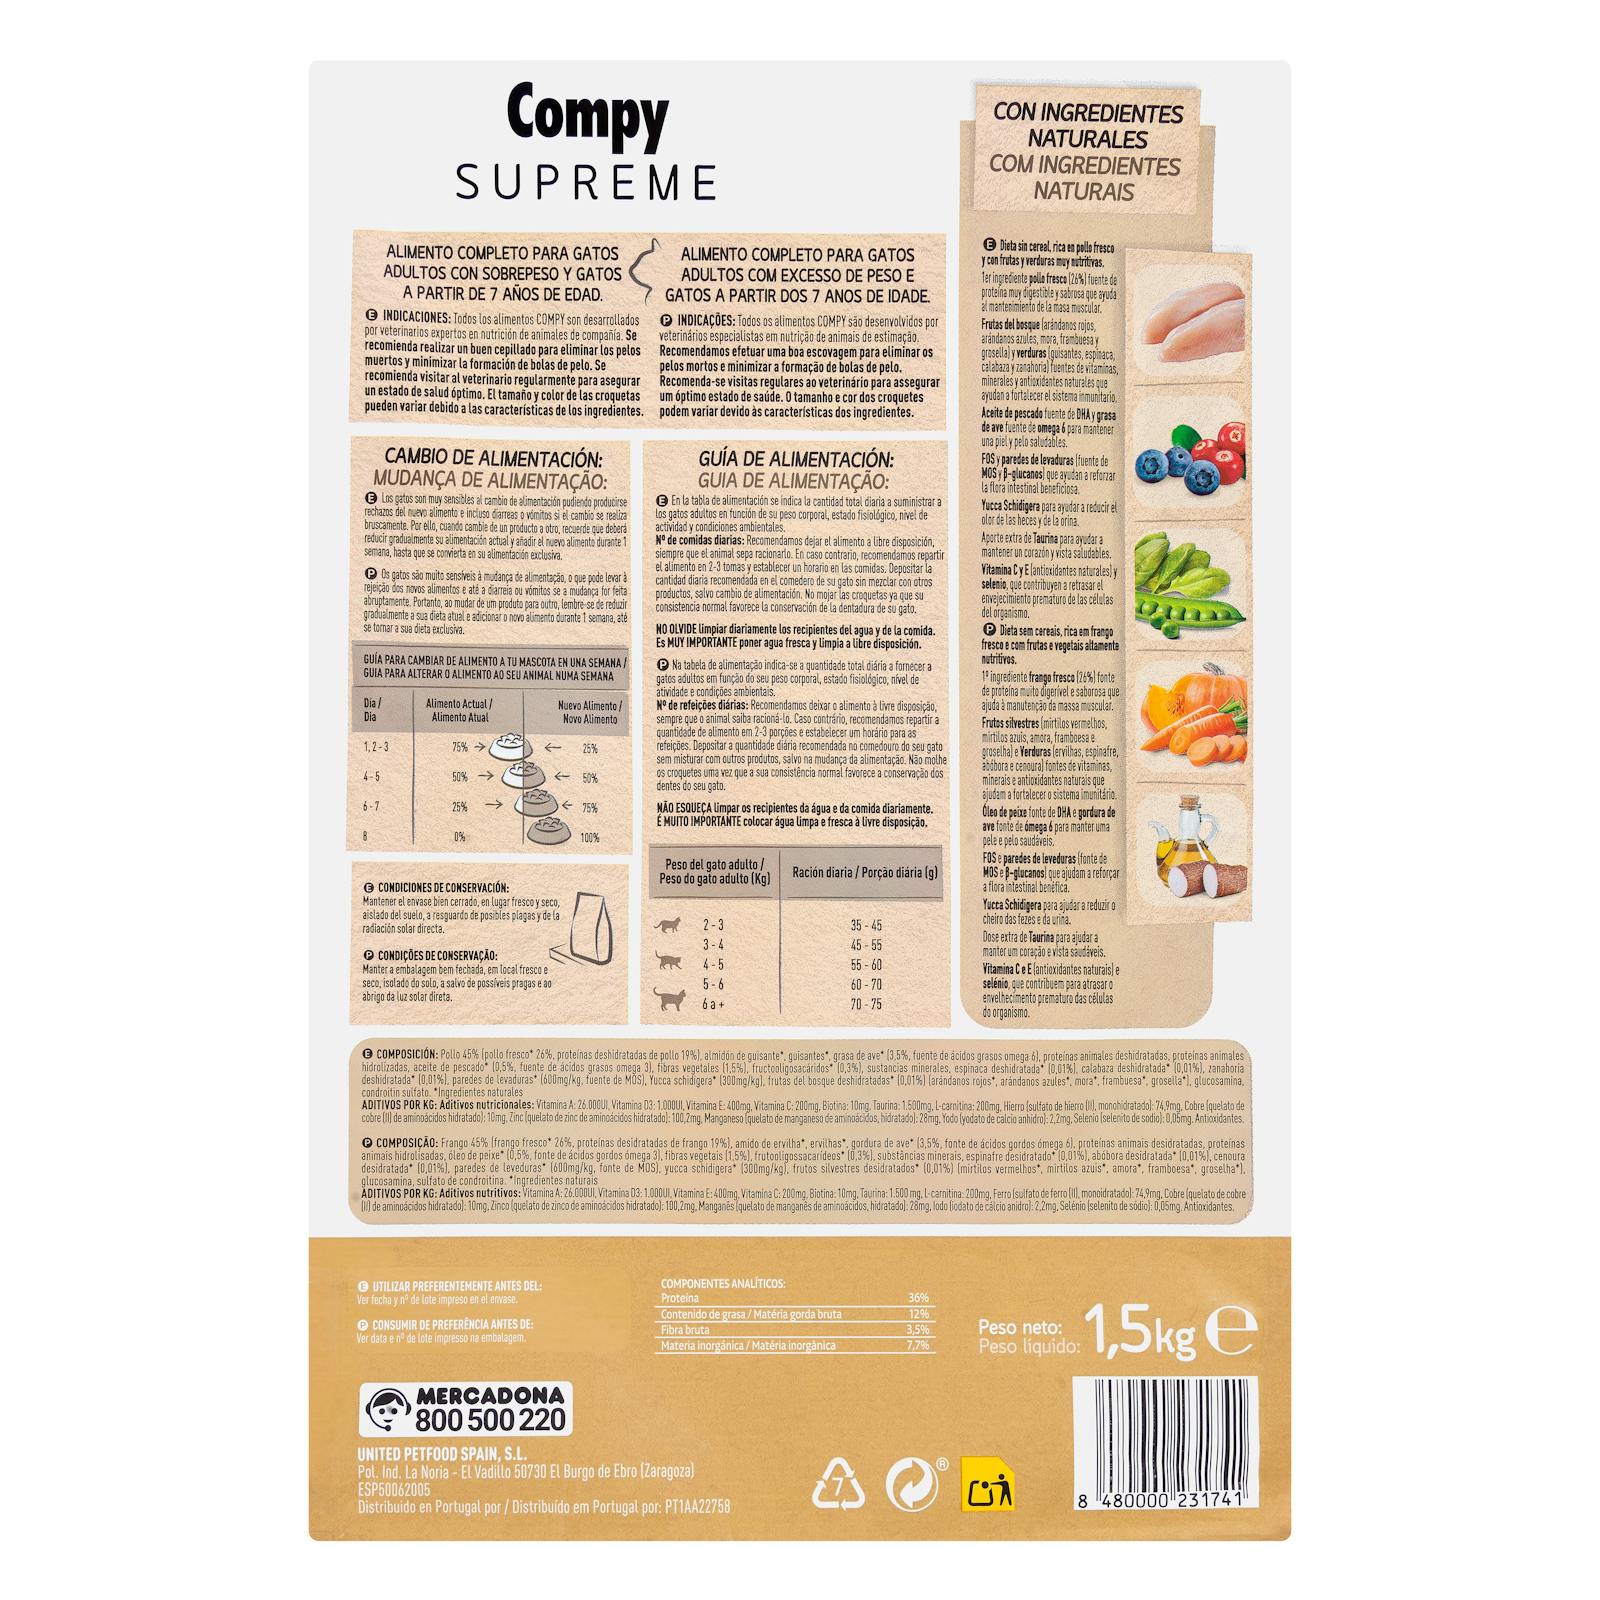 Compy
SUPREME
ALIMENTO COMPLETO PARA GATOS
ADULTOS CON SOBREPESO Y GATOS
A PARTIR DE 7 AÑOS DE EDAD.
ALIMENTO COMPLETO PARA GATOS
ADULTOS COM EXCESSO DE PESO E
GATOS A PARTIR DOS 7 ANOS DE IDADE.
E INDICACIONES: Todos los alimentos COMPY son desarrollados
por veterinarios expertos en nutrición de animales de compañía. Se
recomienda realizar un buen cepillado para eliminar los pelos
muertos y minimizar la formación de bolas de pelo. Se
recomienda visitar al veterinario regularmente para asegurar
un estado de salud óptimo. El tamaño y color de las croquetas
pueden variar debido a las características de los ingredientes.
P INDICAÇÕES: Todos os alimentos COMPY são desenvolvidos por
veterinários especialistas em nutrição de animais de estimação.
Recomendamos efetuar uma boa escovagem para eliminar os
pelos mortos e minimizar a formação de bolas de pelo.
Recomenda-se visitas regulares ao veterinário para assegurar
um óptimo estado de saúde. O tamanho e cor dos croquetes
podem variar devido às características dos ingredientes.
CAMBIO DE ALIMENTACIÓN:
MUDANÇA DE ALIMENTAÇÃO:
E Los gatos son muy sensibles al cambio de alimentación pudiendo producirse
rechazos del nuevo alimento e incluso diarreas o vómitos si el cambio se realiza
bruscamente. Por ello, cuando cambie de un producto a otro, recuerde que deberá
reducir gradualmente su alimentación actual y añadir el nuevo alimento durante 1
semana, hasta que se convierta en su alimentación exclusiva.
P Os gatos são muito sensíveis à mudança de alimentação, o que pode levar à
rejeição dos novos alimentos e até a diarreia ou vómitos se a mudança for feita
abruptamente. Portanto, ao mudar de um produto para outro, lembre-se de reduzir
gradualmente a sua dieta atual e adicionar o novo alimento durante 1 semana, até
se tornar a sua dieta exclusiva.
GUÍA PARA CAMBIAR DE ALIMENTO A TU MASCOTA EN UNA SEMANA /
GUIA PARA ALTERAR O ALIMENTO AO SEU ANIMAL NUMA SEMANA
Día / Alimento Actual / Nuevo Alimento /
Dia Alimento Atual Novo Alimento
1, 2 - 3 75% 25%
4 - 5 50% 50%
6 - 7 25% 75%
8 0% 100%
E CONDICIONES DE CONSERVACIÓN:
Mantener el envase bien cerrado, en lugar fresco y seco,
aislado del suelo, a resguardo de posibles plagas y de la
radiación solar directa.
P CONDIÇÕES DE CONSERVAÇÃO:
Manter a embalagem bem fechada, em local fresco e
seco, isolado do solo, a salvo de possíveis pragas e ao
abrigo da luz solar direta.
GUÍA DE ALIMENTACIÓN:
GUIA DE ALIMENTAÇÃO:
E En la tabla de alimentación se indica la cantidad total diaria a suministrar a
los gatos adultos en función de su peso corporal, estado fisiológico, nivel de
actividad y condiciones ambientales.
Nº de comidas diarias: Recomendamos dejar el alimento a libre disposición,
siempre que el animal sepa racionarlo. En caso contrario, recomendamos repartir
el alimento en 2-3 tomas y establecer un horario en las comidas. Depositar la
cantidad diaria recomendada en el comedero de su gato sin mezclar con otros
productos, salvo cambio de alimentación. No mojar las croquetas ya que su
consistencia normal favorece la conservación de la dentadura de su gato.
NO OLVIDE limpiar diariamente los recipientes del agua y de la comida.
Es MUY IMPORTANTE poner agua fresca y limpia a libre disposición.
P Na tabela de alimentação indica-se a quantidade total diária a fornecer a
gatos adultos em função do seu peso corporal, estado fisiológico, nível de
atividade e condições ambientais.
Nº de refeições diárias: Recomendamos deixar o alimento à livre disposição,
sempre que o animal saiba racioná-lo. Caso contrário, recomendamos repartir a
quantidade de alimento em 2-3 porções e estabelecer um horário para as
refeições. Depositar a quantidade diária recomendada no comedouro do seu gato
sem misturar com outros produtos, salvo na mudança da alimentação. Não molhe
os croquetes uma vez que a sua consistência normal favorece a conservação dos
dentes do seu gato.
NÃO ESQUEÇA limpar os recipientes da água e da comida diariamente.
É MUITO IMPORTANTE colocar água limpa e fresca à livre disposição.
Peso del gato adulto / Ración diaria / Porção diária (g)
Peso do gato adulto (Kg)
2 - 3 35 - 45
3 - 4 45 - 55
4 - 5 55 - 60
5 - 6 60 - 70
6 a + 70 - 75
CON INGREDIENTES
NATURALES
COM INGREDIENTES
NATURAIS
E Dieta sin cereal, rica en pollo fresco
y con frutas y verduras muy nutritivas.
1er ingrediente pollo fresco (26%) fuente de
proteína muy digestible y sabrosa que ayuda
al mantenimiento de la masa muscular.
Frutas del bosque (arándanos rojos,
arándanos azules, mora, frambuesa y
grosella) y verduras (guisantes, espinaca,
calabaza y zanahoria) fuentes de vitaminas,
minerales y antioxidantes naturales que
ayudan a fortalecer el sistema inmunitario.
Aceite de pescado fuente de DHA y grasa
de ave fuente de omega 6 para mantener
una piel y pelo saludables.
FOS y paredes de levaduras (fuente de
MOS y β-glucanos) que ayudan a reforzar
la flora intestinal beneficiosa.
Yucca Schidigera para ayudar a reducir el
olor de las heces y de la orina.
Aporte extra de Taurina para ayudar a
mantener un corazón y vista saludables.
Vitamina C y E (antioxidantes naturales) y
selenio, que contribuyen a retrasar el
envejecimiento prematuro de las células
del organismo.
P Dieta sem cereais, rica em frango
fresco e com frutas e vegetais altamente
nutritivos.
1º ingrediente frango fresco (26%) fonte
de proteína muito digerível e saborosa que
ajuda à manutenção da massa muscular.
Frutos silvestres (mirtilos vermelhos,
mirtilos azuis, amora, framboesa e
groselha) e Verduras (ervilhas, espinafre,
abóbora e cenoura) fontes de vitaminas,
minerais e antioxidantes naturais que
ajudam a fortalecer o sistema imunitário.
Óleo de peixe fonte de DHA e gordura de
ave fonte de ómega 6 para manter uma
pele e pelo saudáveis.
FOS e paredes de leveduras (fonte de
MOS e β-glucanos) que ajudam a reforçar
a flora intestinal benéfica.
Yucca Schidigera para ajudar a reduzir o
cheiro das fezes e da urina.
Dose extra de Taurina para ajudar a
manter um coração e vista saudáveis.
Vitamina C e E (antioxidantes naturais) e
selénio, que contribuem para atrasar o
envelhecimento prematuro das células
do organismo.
E COMPOSICIÓN: Pollo 45% (pollo fresco* 26%, proteínas deshidratadas de pollo 19%), almidón de guisante*, guisantes*, grasa de ave* (3,5%, fuente de ácidos grasos omega 6), proteínas animales deshidratadas, proteínas animales
hidrolizadas, aceite de pescado* (0,5%, fuente de ácidos grasos omega 3), fibras vegetales (1,5%), fructooligosacáridos* (0,3%), sustancias minerales, espinaca deshidratada* (0,01%), calabaza deshidratada* (0,01%), zanahoria
deshidratada* (0,01%), paredes de levaduras* (600mg/kg, fuente de MOS), Yucca schidigera* (300mg/kg), frutas del bosque deshidratadas* (0,01%) (arándanos rojos*, arándanos azules*, mora*, frambuesa*, grosella*), glucosamina,
condroitín sulfato. *Ingredientes naturales
ADITIVOS POR KG: Aditivos nutricionales: Vitamina A: 26.000UI, Vitamina D3: 1.000UI, Vitamina E: 400mg, Vitamina C: 200mg, Biotina: 10mg, Taurina: 1.500mg, L-carnitina: 200mg, Hierro (sulfato de hierro (II), monohidratado): 74,9mg, Cobre (quelato de
cobre (II) de aminoácidos hidratado): 10mg, Zinc (quelato de zinc de aminoácidos hidratado): 100,2mg, Manganeso (quelato de manganeso de aminoácidos, hidratado): 28mg, Yodo (yodato de calcio anhidro): 2,2mg, Selenio (selenito de sodio): 0,05mg. Antioxidantes.
P COMPOSIÇÃO: Frango 45% (frango fresco* 26%, proteínas desidratadas de frango 19%), amido de ervilha*, ervilhas*, gordura de ave* (3,5%, fonte de ácidos gordos ómega 6), proteínas animais desidratadas, proteínas
animais hidrolisadas, óleo de peixe* (0,5%, fonte de ácidos gordos ómega 3), fibras vegetais (1,5%), frutooligossacarídeos* (0,3%), substâncias minerais, espinafre desidratado* (0,01%), abóbora desidratada* (0,01%), cenoura
desidratada* (0,01%), paredes de leveduras* (600mg/kg, fonte de MOS), yucca schidigera* (300mg/kg), frutos silvestres desidratados* (0,01%) (mirtilos vermelhos*, mirtilos azuis*, amora*, framboesa*, groselha*),
glucosamina, sulfato de condroitina. *Ingredientes naturais
ADITIVOS POR KG: Aditivos nutritivos: Vitamina A: 26.000UI, Vitamina D3: 1.000UI, Vitamina E: 400mg, Vitamina C: 200mg, Biotina: 10mg, Taurina: 1.500 mg, L-carnitina: 200mg, Ferro (sulfato de ferro (II), monoidratado): 74,9mg, Cobre (quelato de cobre
(II) de aminoácidos hidratado): 10mg, Zinco (quelato de zinco de aminoácidos hidratado): 100,2mg, Manganês (quelato de manganês de aminoácidos, hidratado): 28mg, Iodo (iodato de cálcio anidro): 2,2mg, Selénio (selenito de sódio): 0,05mg. Antioxidantes.
E UTILIZAR PREFERENTEMENTE ANTES DEL:
Ver fecha y nº de lote impreso en el envase.
P CONSUMIR DE PREFERÊNCIA ANTES DE:
Ver data e nº de lote impresso na embalagem.
COMPONENTES ANALÍTICOS:
Proteína 36%
Contenido de grasa / Matéria gorda bruta 12%
Fibra bruta 3,5%
Materia inorgánica / Matéria inorgânica 7,7%
Peso neto: 1,5kg e
Peso líquido:
MERCADONA
800 500 220
UNITED PETFOOD SPAIN, S.L.
Pol. Ind. La Noria - El Vadillo 50730 El Burgo de Ebro (Zaragoza)
ESP50062005
Distribuido en Portugal por / Distribuído em Portugal por: PT1AA22758
7
®
8 480000 231741